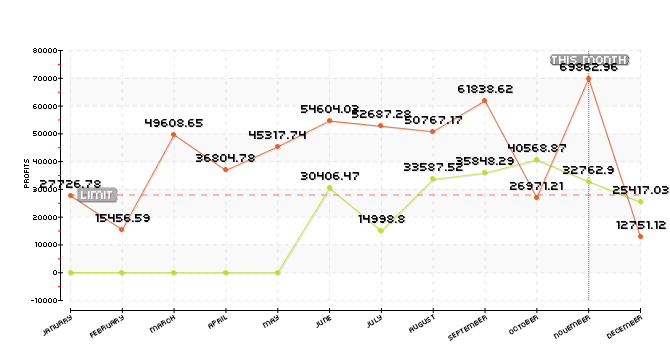 80000
THIS MONTH
69862.96
70000
61838.62
60000
54604.03
52687.28
50767.17
49608.65
50000
45317.74
40568.87
40000
36804.78
35848.29
33587.52
32762.9
30406.47
30000
27726.78
LIMIT
26971.21
25417.03
20000
15456.59
14998.8
12751.12
10000
0
-10000
PROFITS
JANUARY
FEBRUARY
MARCH
APRIL
MAY
JUNE
JULY
AUGUST
SEPTEMBER
OCTOBER
NOVEMBER
DECEMBER